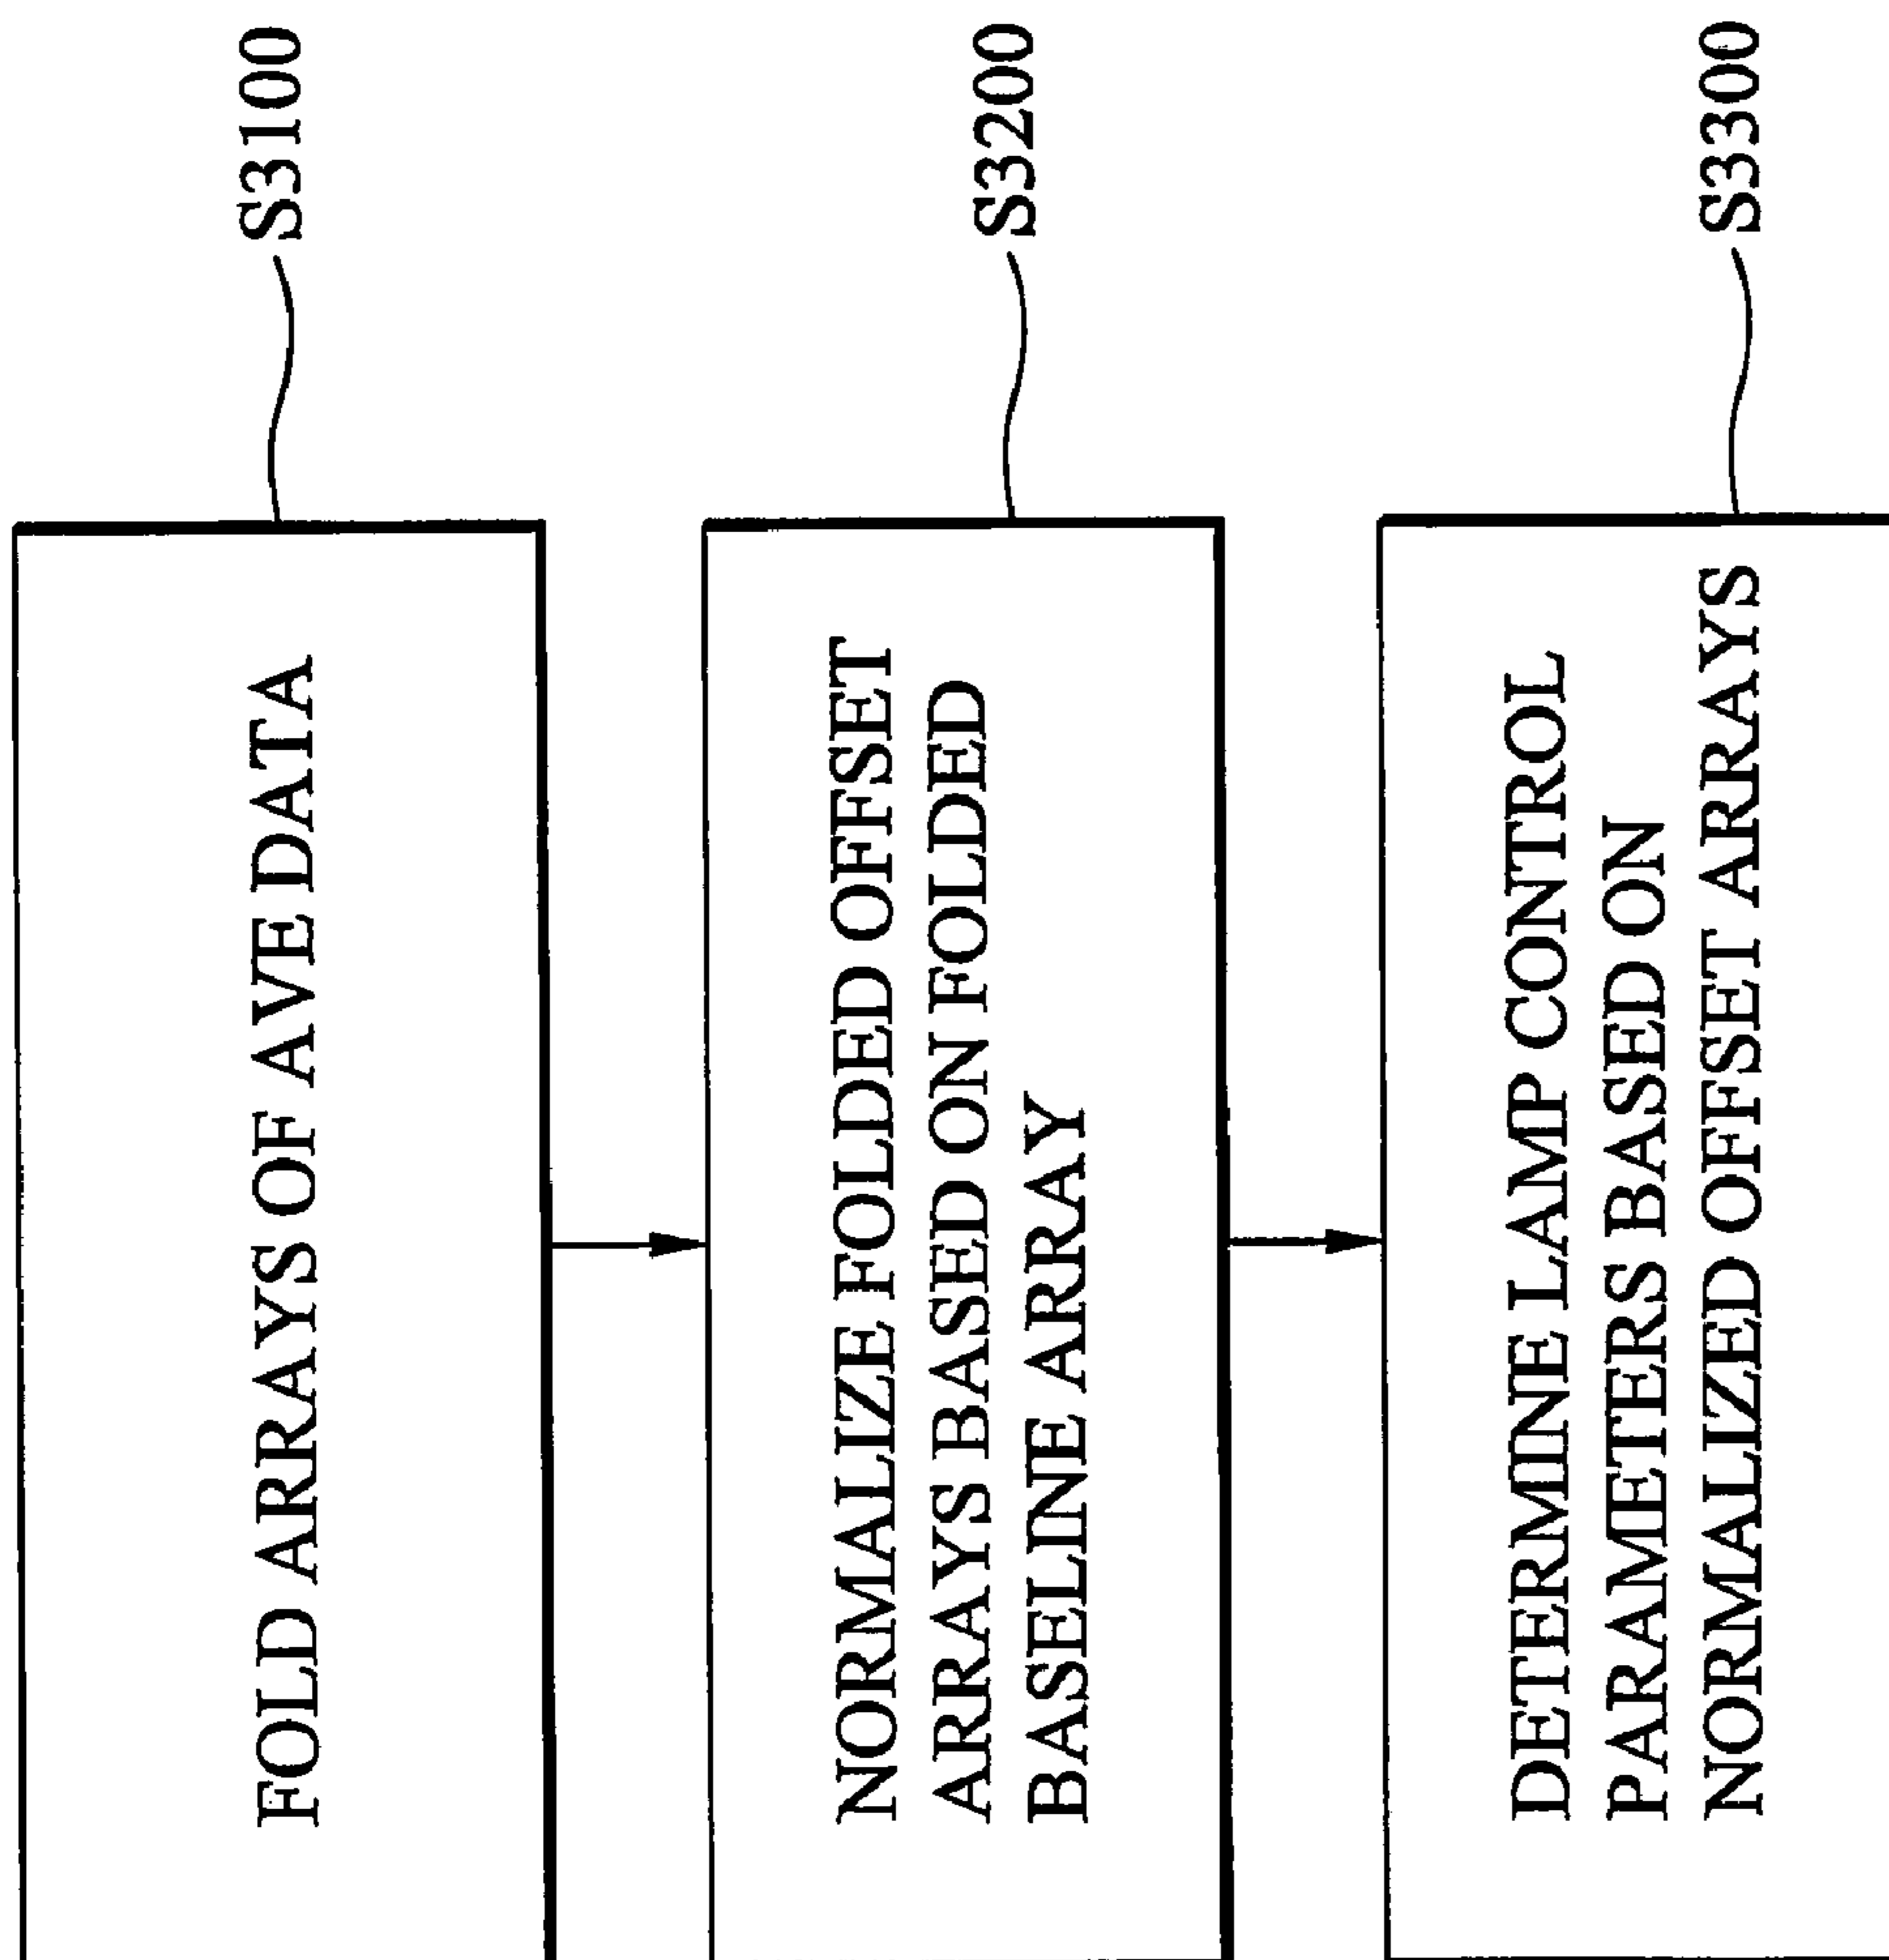 FOLD ARRAYS OF AVE DATA
S3100
NORMALIZE FOLDED OFFSET
ARRAYS BASED ON FOLDED
BASELINE ARRAY
S3200
DETERMINE LAMP CONTROL
PARAMETERS BASED ON
NORMALIZED OFFSET ARRAYS
S3300